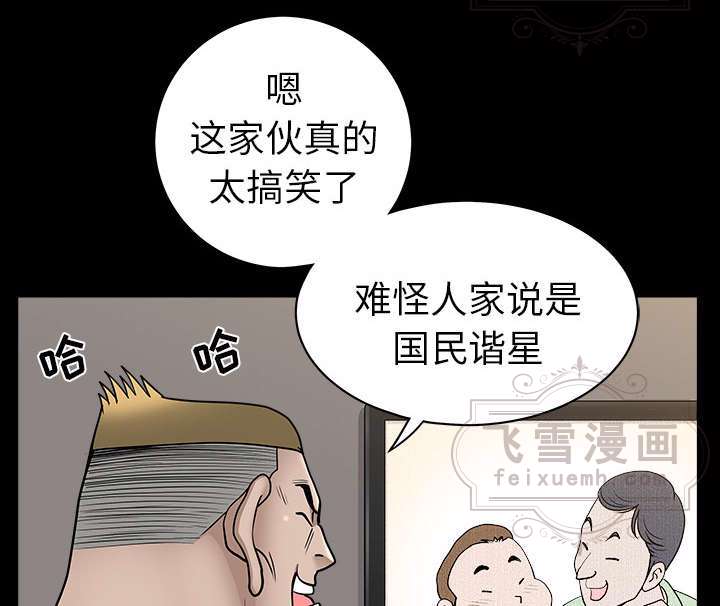 嗯
这家伙真的
太搞笑了
难怪人家说是
国民谐星
哈
哈
飞雪漫画
feixuemh.com